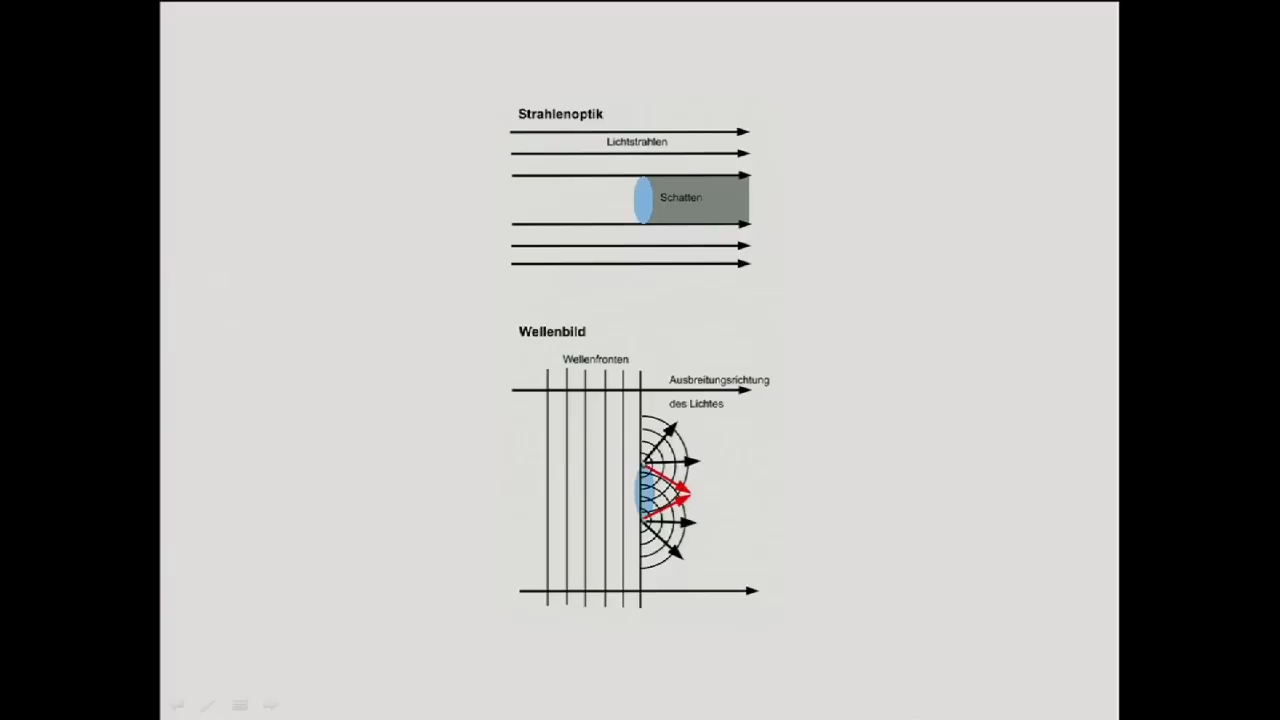 Strahlenoptik
Lichtstrahlen
Schatten
Wellenbild
Wellenfronten
Ausbreitungsrichtung
des Lichtes